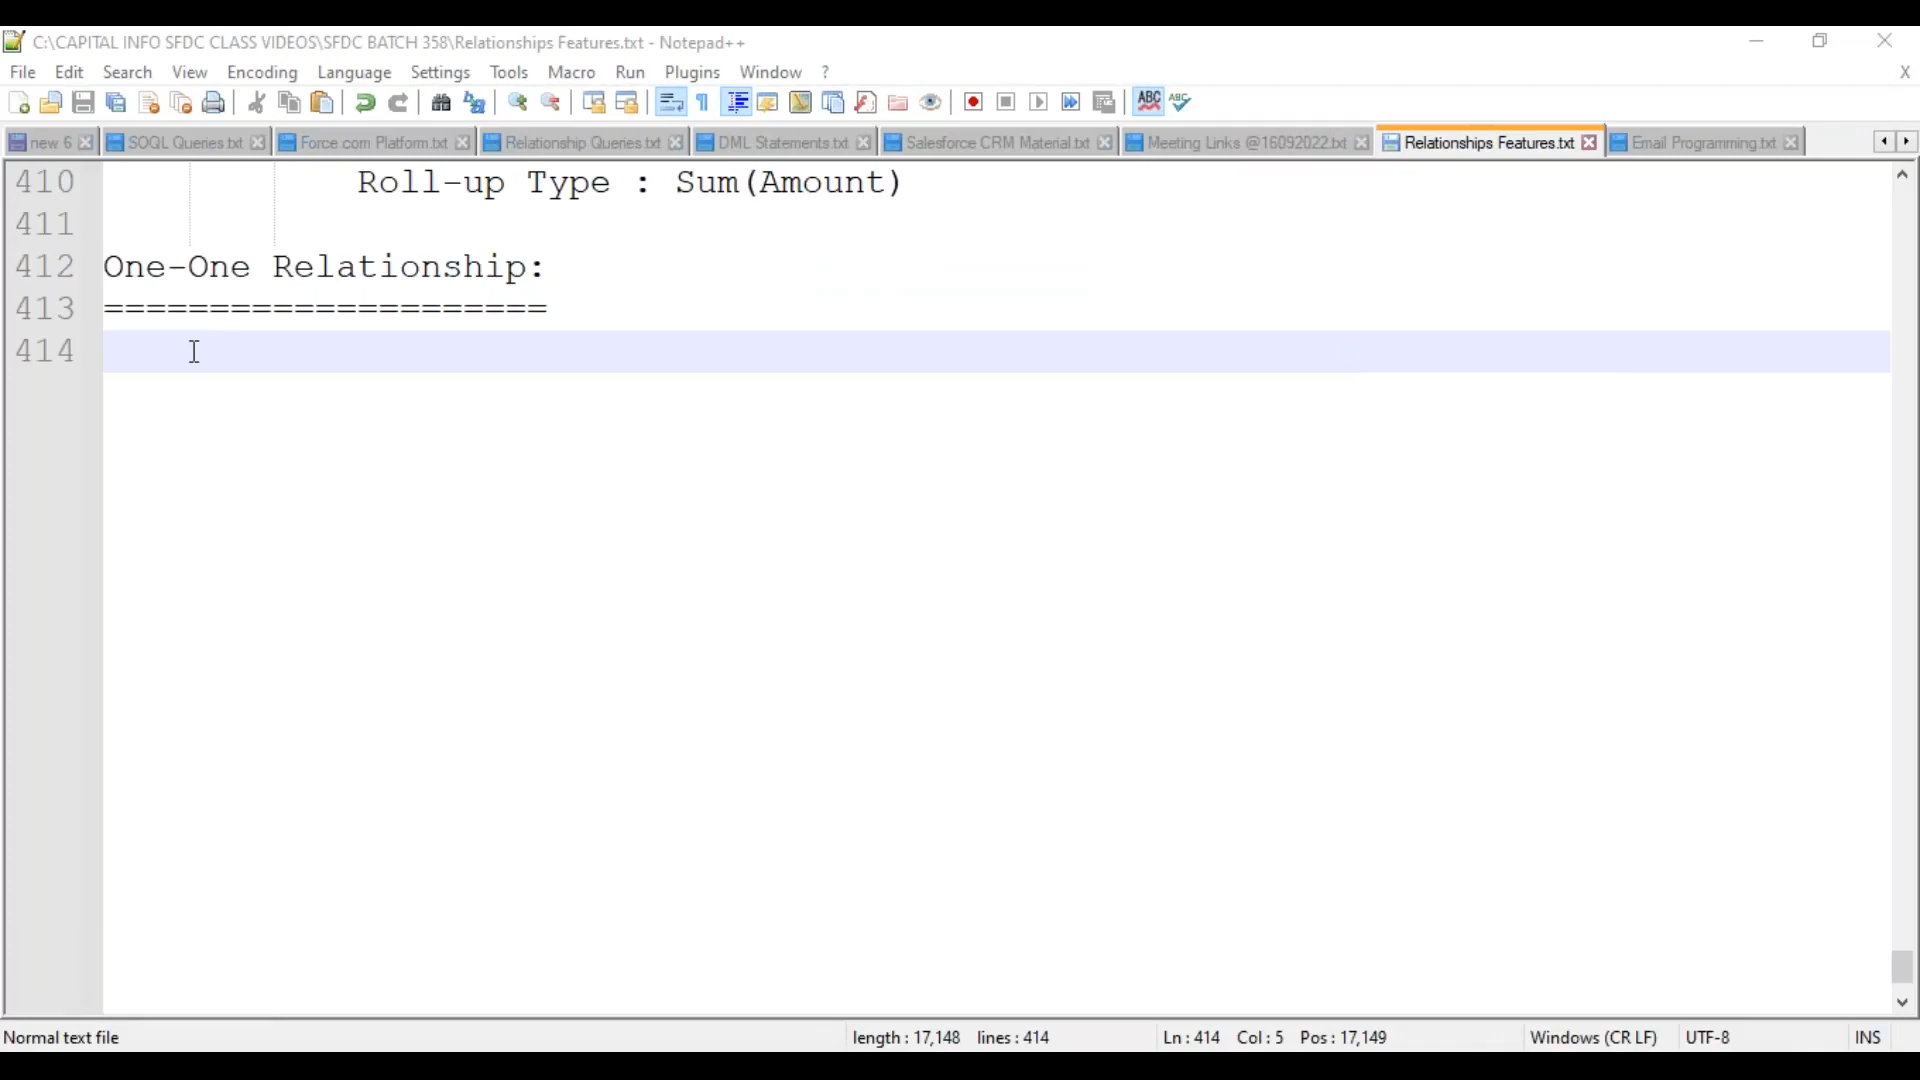 C:\CAPITAL INFO SFDC CLASS VIDEOS\SFDC BATCH 358\Relationships Features.txt - Notepad++
File Edit Search View Encoding Language Settings Tools Macro Run Plugins Window ? X
ABC ABC
new 6 SOQL Queries.txt Force.com Platform.txt Relationship Queries.txt DML Statements.txt Salesforce CRM Material.txt Meeting Links @16092022.txt Relationships Features.txt Email Programming.txt
410 Roll-up Type : Sum(Amount)
411
412 One-One Relationship:
413 =====================
414
Normal text file length : 17,148 lines : 414 Ln : 414 Col : 5 Pos : 17,149 Windows (CR LF) UTF-8 INS